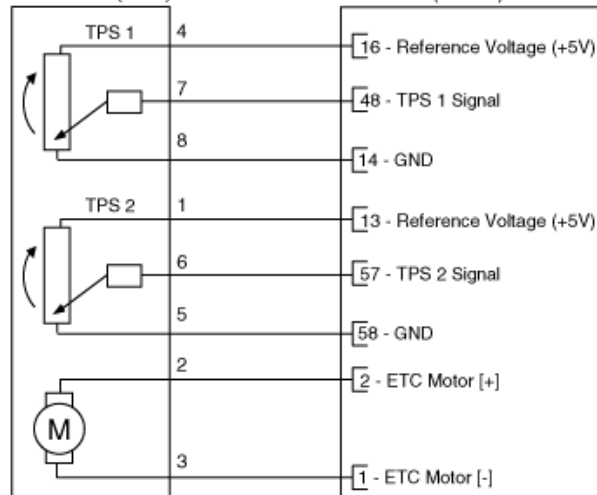 TPS 1
4
16 - Reference Voltage (+5V)
7
48 - TPS 1 Signal
8
14 - GND
TPS 2
1
13 - Reference Voltage (+5V)
6
57 - TPS 2 Signal
5
58 - GND
2
2 - ETC Motor [+]
M
3
1 - ETC Motor [-]